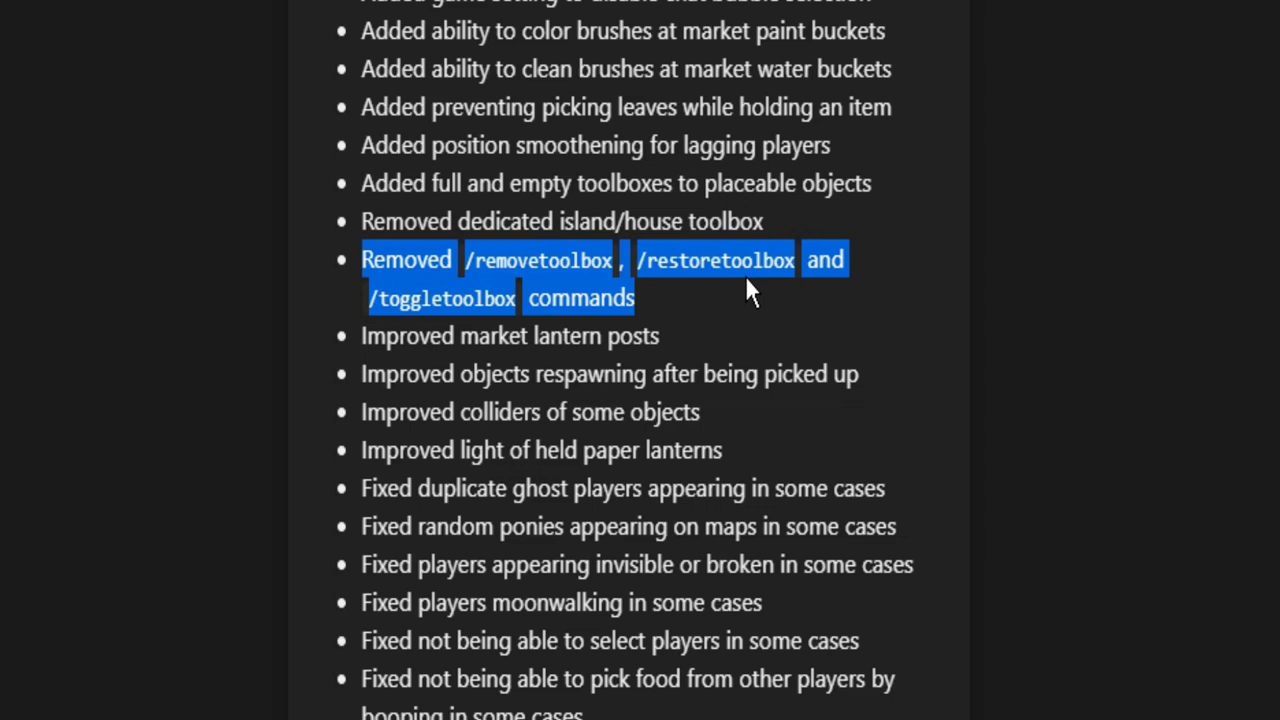 • Added ability to color brushes at market paint buckets
• Added ability to clean brushes at market water buckets
• Added preventing picking leaves while holding an item
• Added position smoothening for lagging players
• Added full and empty toolboxes to placeable objects
• Removed dedicated island/house toolbox
• Removed /removetoolbox , /restoretoolbox and
/toggletoolbox commands
• Improved market lantern posts
• Improved objects respawning after being picked up
• Improved colliders of some objects
• Improved light of held paper lanterns
• Fixed duplicate ghost players appearing in some cases
• Fixed random ponies appearing on maps in some cases
• Fixed players appearing invisible or broken in some cases
• Fixed players moonwalking in some cases
• Fixed not being able to select players in some cases
• Fixed not being able to pick food from other players by
booping in some cases